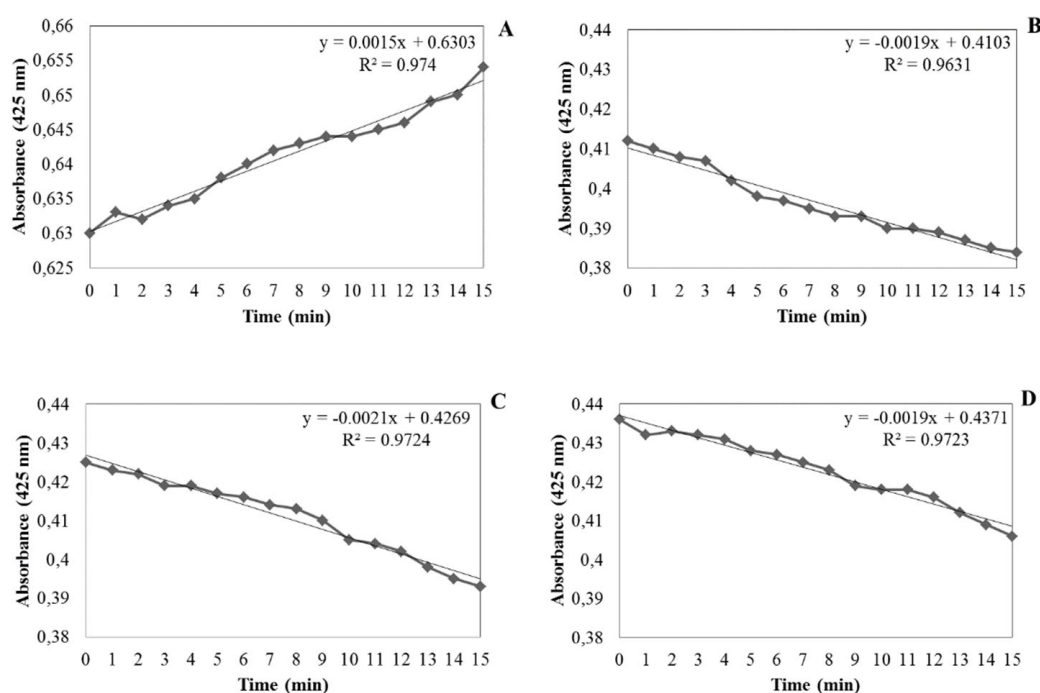 A
y = 0.0015x + 0.6303
R² = 0.974
0,66
0,655
0,65
0,645
0,64
0,635
0,63
0,625
Absorbance (425 nm)
0 1 2 3 4 5 6 7 8 9 10 11 12 13 14 15
Time (min)
B
y = -0.0019x + 0.4103
R² = 0.9631
0,44
0,43
0,42
0,41
0,4
0,39
0,38
Absorbance (425 nm)
0 1 2 3 4 5 6 7 8 9 10 11 12 13 14 15
Time (min)
C
y = -0.0021x + 0.4269
R² = 0.9724
0,44
0,43
0,42
0,41
0,4
0,39
0,38
Absorbance (425 nm)
0 1 2 3 4 5 6 7 8 9 10 11 12 13 14 15
Time (min)
D
y = -0.0019x + 0.4371
R² = 0.9723
0,44
0,43
0,42
0,41
0,4
0,39
0,38
Absorbance (425 nm)
0 1 2 3 4 5 6 7 8 9 10 11 12 13 14 15
Time (min)